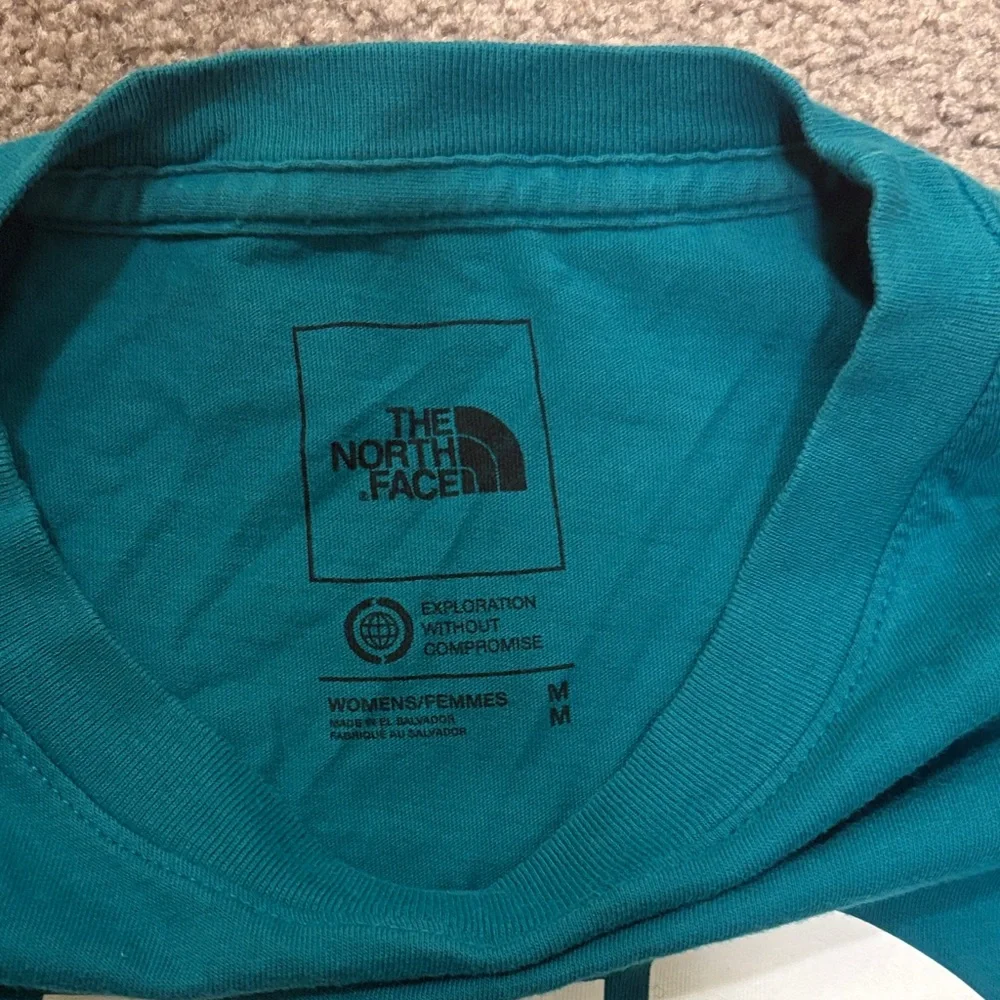 THE
NORTH
FACE
EXPLORATION
WITHOUT
COMPROMISE
WOMENS/FEMMES M
MADE IN EL SALVADOR M
FABRIQUÉ AU SALVADOR